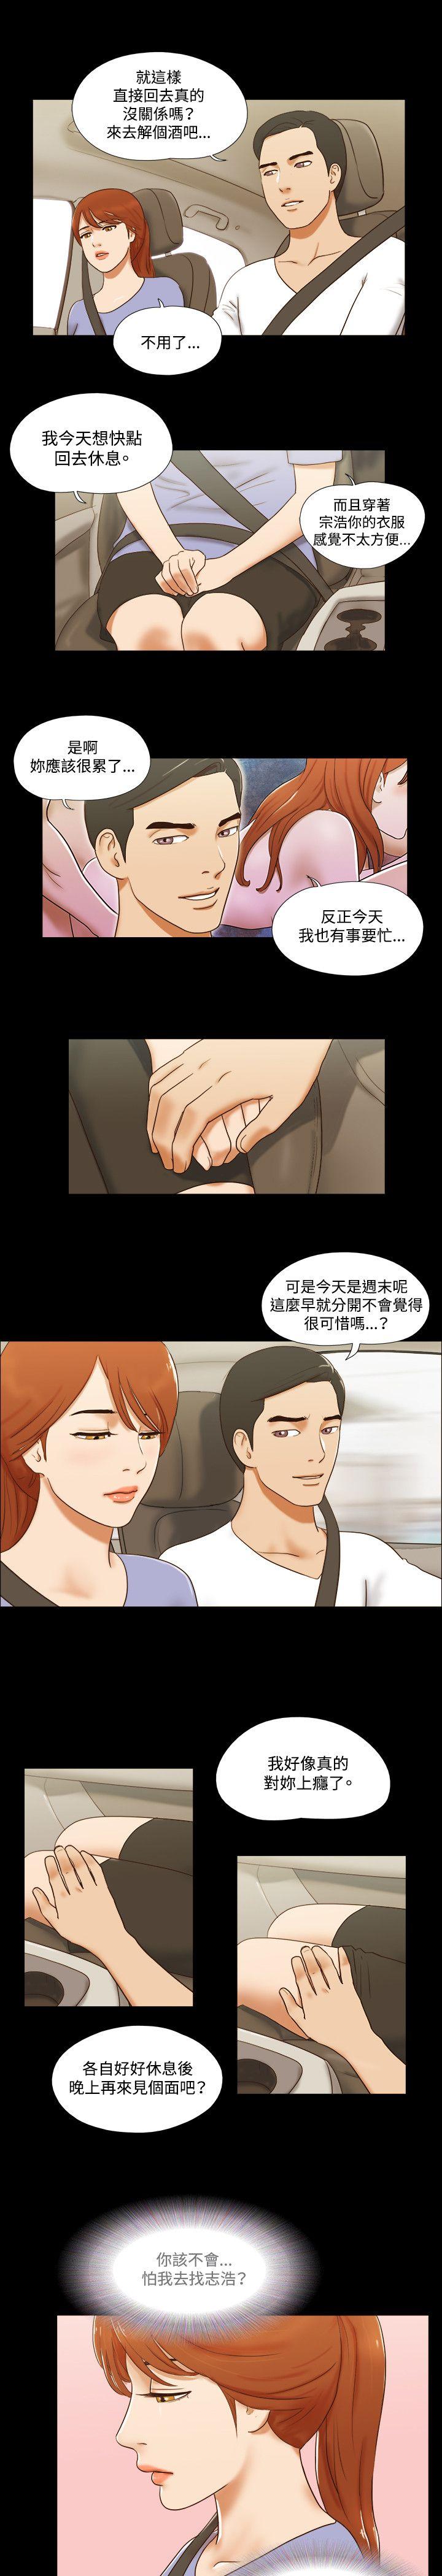 就這樣
直接回去真的
沒關係嗎？
來去解個酒吧...
不用了...
我今天想快點
回去休息。
而且穿著
宗浩你的衣服
感覺不太方便...
是啊
妳應該很累了...
反正今天
我也有事要忙...
可是今天是週末呢
這麼早就分開不會覺得
很可惜嗎...？
我好像真的
對妳上癮了。
各自好好休息後
晚上再來見個面吧？
你該不會...
怕我去找志浩？